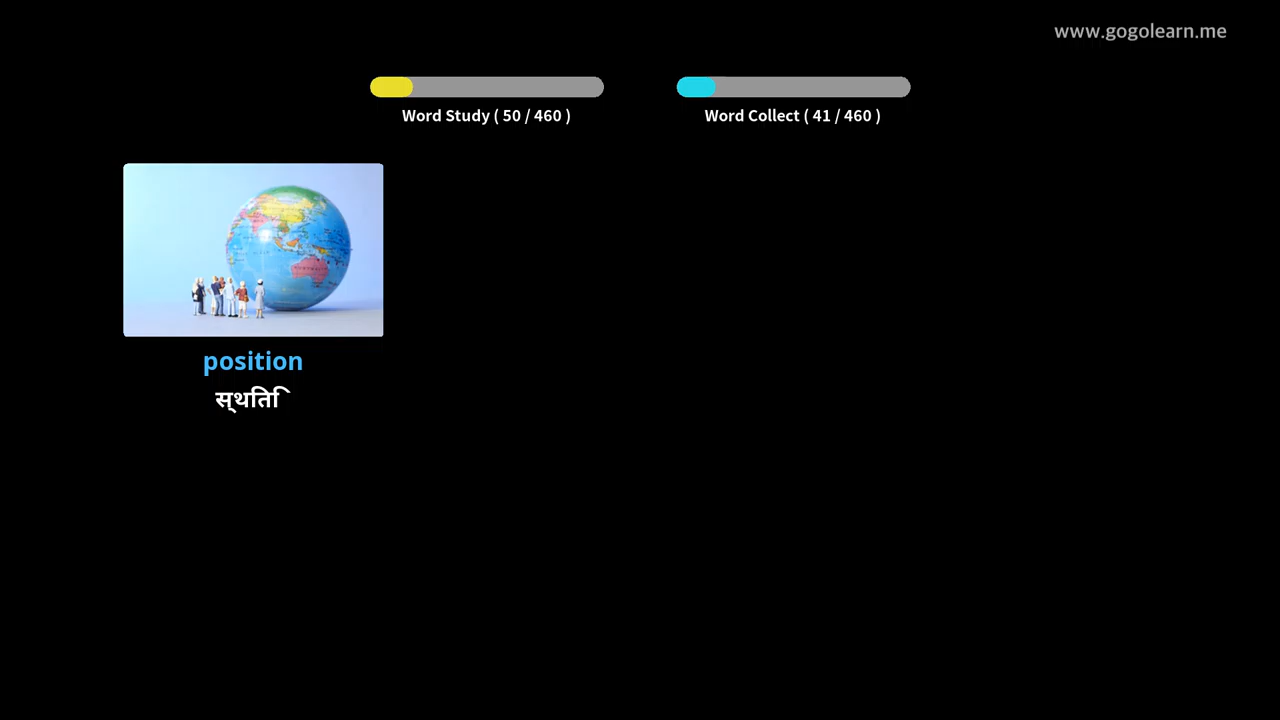 www.gogolearn.me
Word Study ( 50 / 460 )
Word Collect ( 41 / 460 )
position
स्थिति